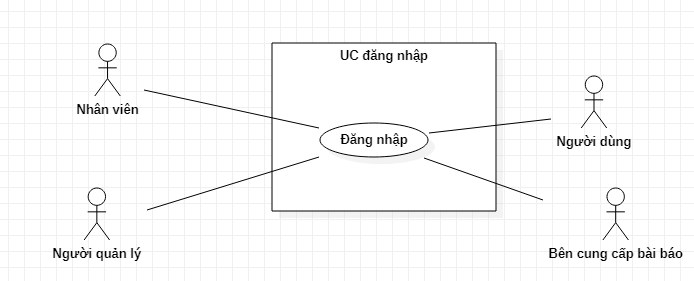 UC đăng nhập
Nhân viên
Đăng nhập
Người dùng
Người quản lý
Bên cung cấp bài báo